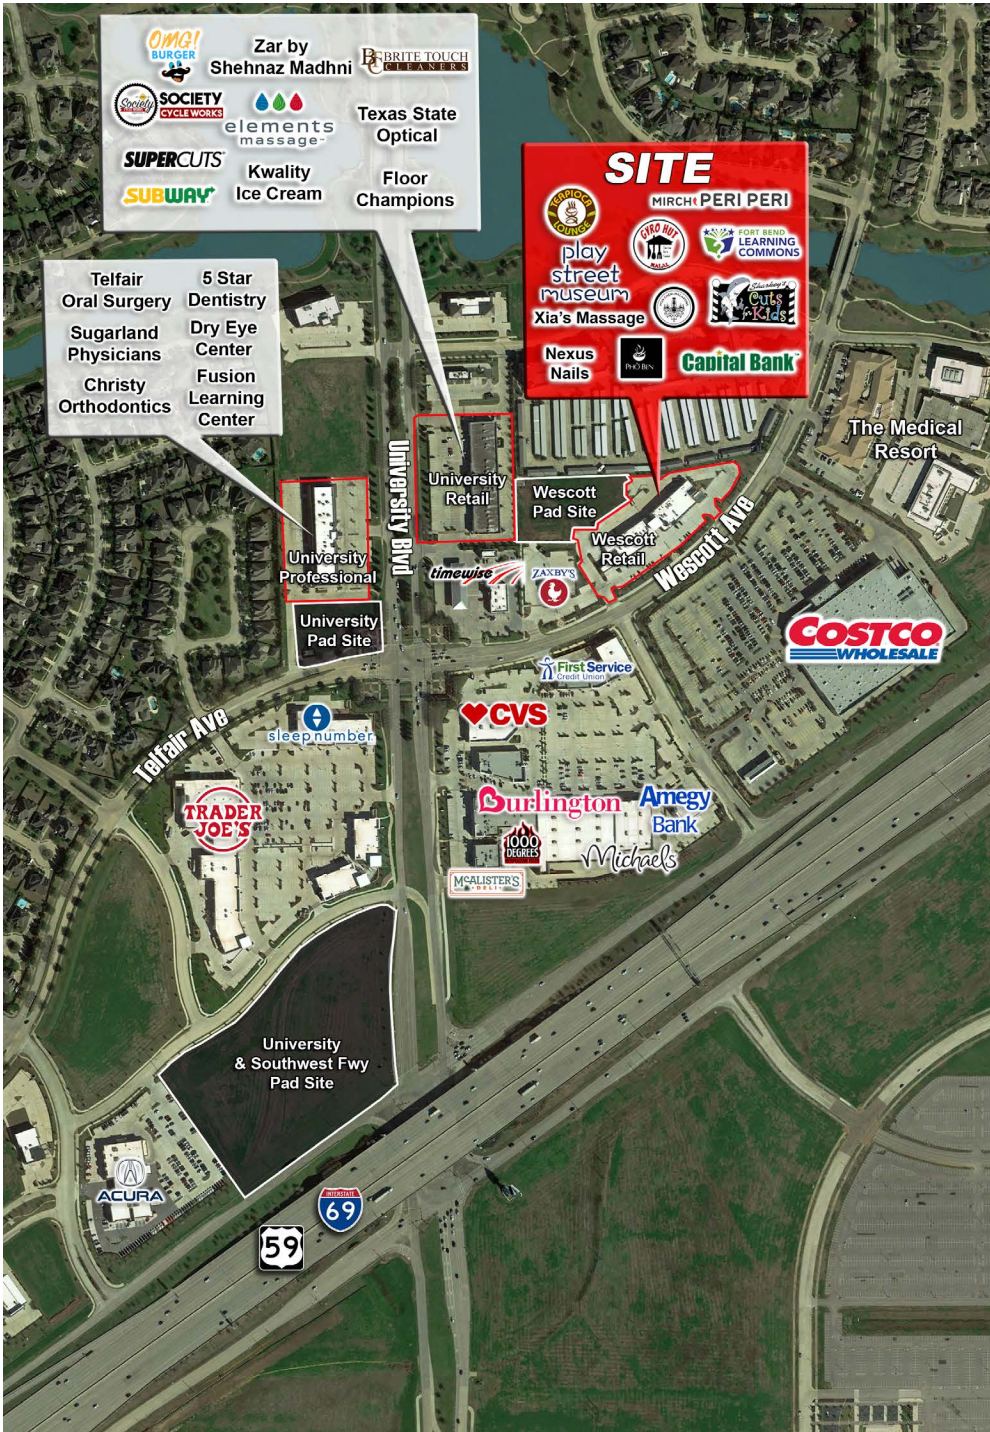 OMG!
BURGER
Zar by
Shehnaz Madhni
BTC BRITE TOUCH
CLEANERS
Society
SOCIETY
CYCLE WORKS
elements
massage
Texas State
Optical
SUPERCUTS
SUBWAY
Kwality
Ice Cream
Floor
Champions
SITE
TEAPIOCA
LOUNGE
MIRCHI PERI PERI
GYRO HUT
HALAL
FORT BEND
LEARNING
COMMONS
play
street
museum
Xia's Massage
Sharkey's
Cuts
for
Kids
Nexus
Nails
PHỞ BEN
Capital Bank
Telfair
Oral Surgery
5 Star
Dentistry
Sugarland
Physicians
Dry Eye
Center
Christy
Orthodontics
Fusion
Learning
Center
The Medical
Resort
University Blvd
University
Retail
Wescott
Pad Site
Wescott
Retail
Wescott Ave
University
Professional
timewise
ZAXBY'S
University
Pad Site
COSTCO
WHOLESALE
First Service
Credit Union
Telfair Ave
sleep number
CVS
TRADER
JOE'S
Burlington
Amegy
Bank
1000
DEGREES
Michaels
McALISTER'S
DELI
University
& Southwest Fwy
Pad Site
ACURA
INTERSTATE
69
59